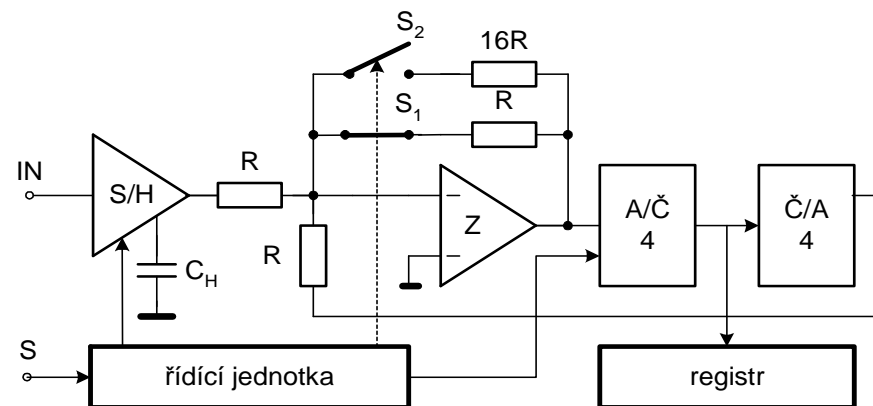 S2
16R
S1
R
IN
S/H
R
Z
A/Č
4
Č/A
4
R
CH
S
řídící jednotka
registr